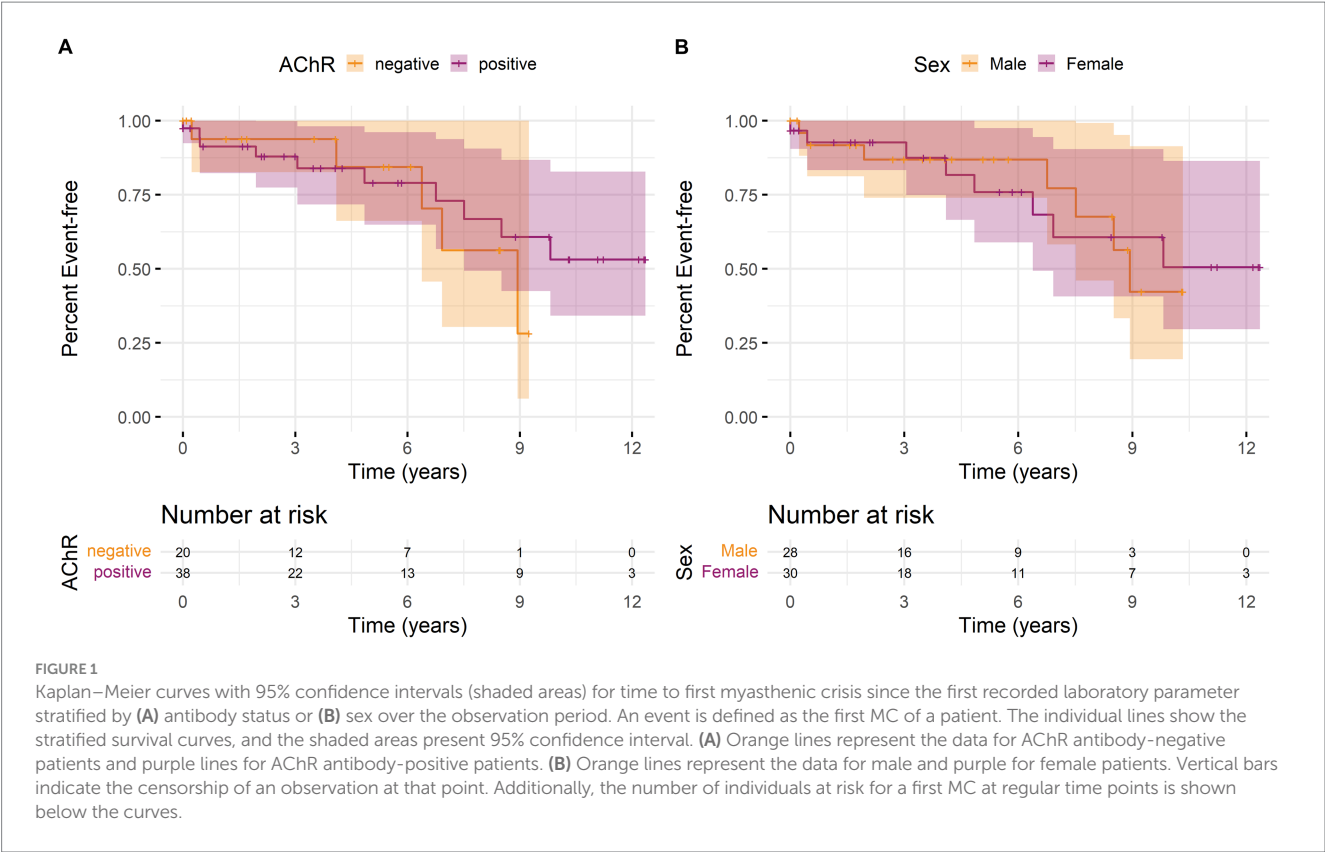 A
AChR negative positive
Percent Event-free
1.00
0.75
0.50
0.25
0.00
0 3 6 9 12
Time (years)
Number at risk
AChR
negative 20 12 7 1 0
positive 38 22 13 9 3
0 3 6 9 12
Time (years)
B
Sex Male Female
Percent Event-free
1.00
0.75
0.50
0.25
0.00
0 3 6 9 12
Time (years)
Number at risk
Sex
Male 28 16 9 3 0
Female 30 18 11 7 3
0 3 6 9 12
Time (years)
FIGURE 1
Kaplan–Meier curves with 95% confidence intervals (shaded areas) for time to first myasthenic crisis since the first recorded laboratory parameter
stratified by (A) antibody status or (B) sex over the observation period. An event is defined as the first MC of a patient. The individual lines show the
stratified survival curves, and the shaded areas present 95% confidence interval. (A) Orange lines represent the data for AChR antibody-negative
patients and purple lines for AChR antibody-positive patients. (B) Orange lines represent the data for male and purple for female patients. Vertical bars
indicate the censorship of an observation at that point. Additionally, the number of individuals at risk for a first MC at regular time points is shown
below the curves.